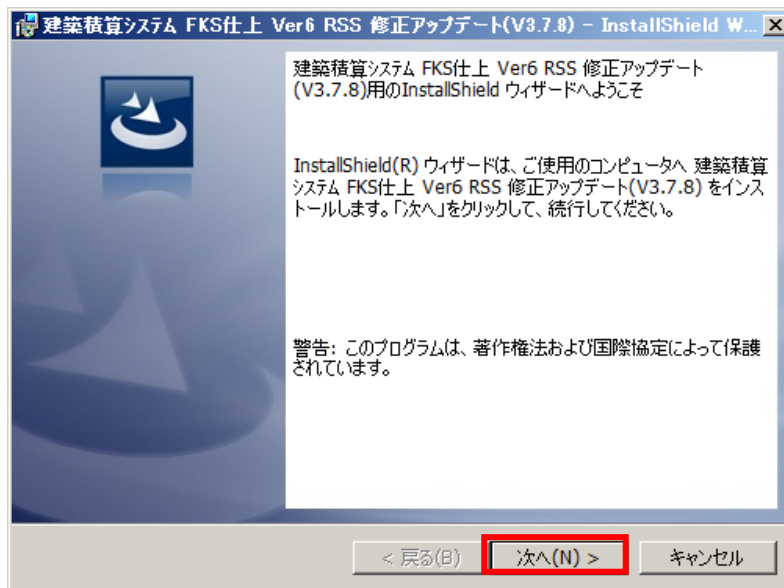 建築積算システム FKS仕上 Ver6 RSS 修正アップデート(V3.7.8) - InstallShield W...
建築積算システム FKS仕上 Ver6 RSS 修正アップデート
(V3.7.8)用のInstallShield ウィザードへようこそ
InstallShield(R) ウィザードは、ご使用のコンピュータへ 建築積算
システム FKS仕上 Ver6 RSS 修正アップデート(V3.7.8) をインス
トールします。「次へ」をクリックして、続行してください。
警告: このプログラムは、著作権法および国際協定によって保護
されています。
< 戻る(B) 次へ(N) > キャンセル